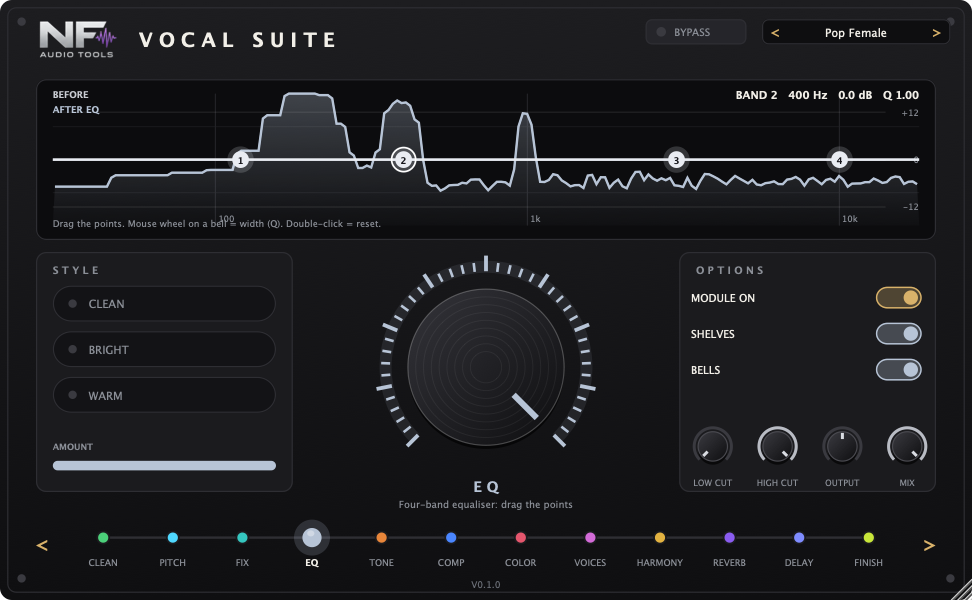 NF
AUDIO TOOLS
VOCAL SUITE
BYPASS
< Pop Female >
BEFORE
AFTER EQ
BAND 2 400 Hz 0.0 dB Q 1.00
+12
1 2 3 4 0
-12
100 1k 10k
Drag the points. Mouse wheel on a bell = width (Q). Double-click = reset.
STYLE
CLEAN
BRIGHT
WARM
AMOUNT
EQ
Four-band equaliser: drag the points
OPTIONS
MODULE ON
SHELVES
BELLS
LOW CUT HIGH CUT OUTPUT MIX
< >
CLEAN PITCH FIX EQ TONE COMP COLOR VOICES HARMONY REVERB DELAY FINISH
V0.1.0